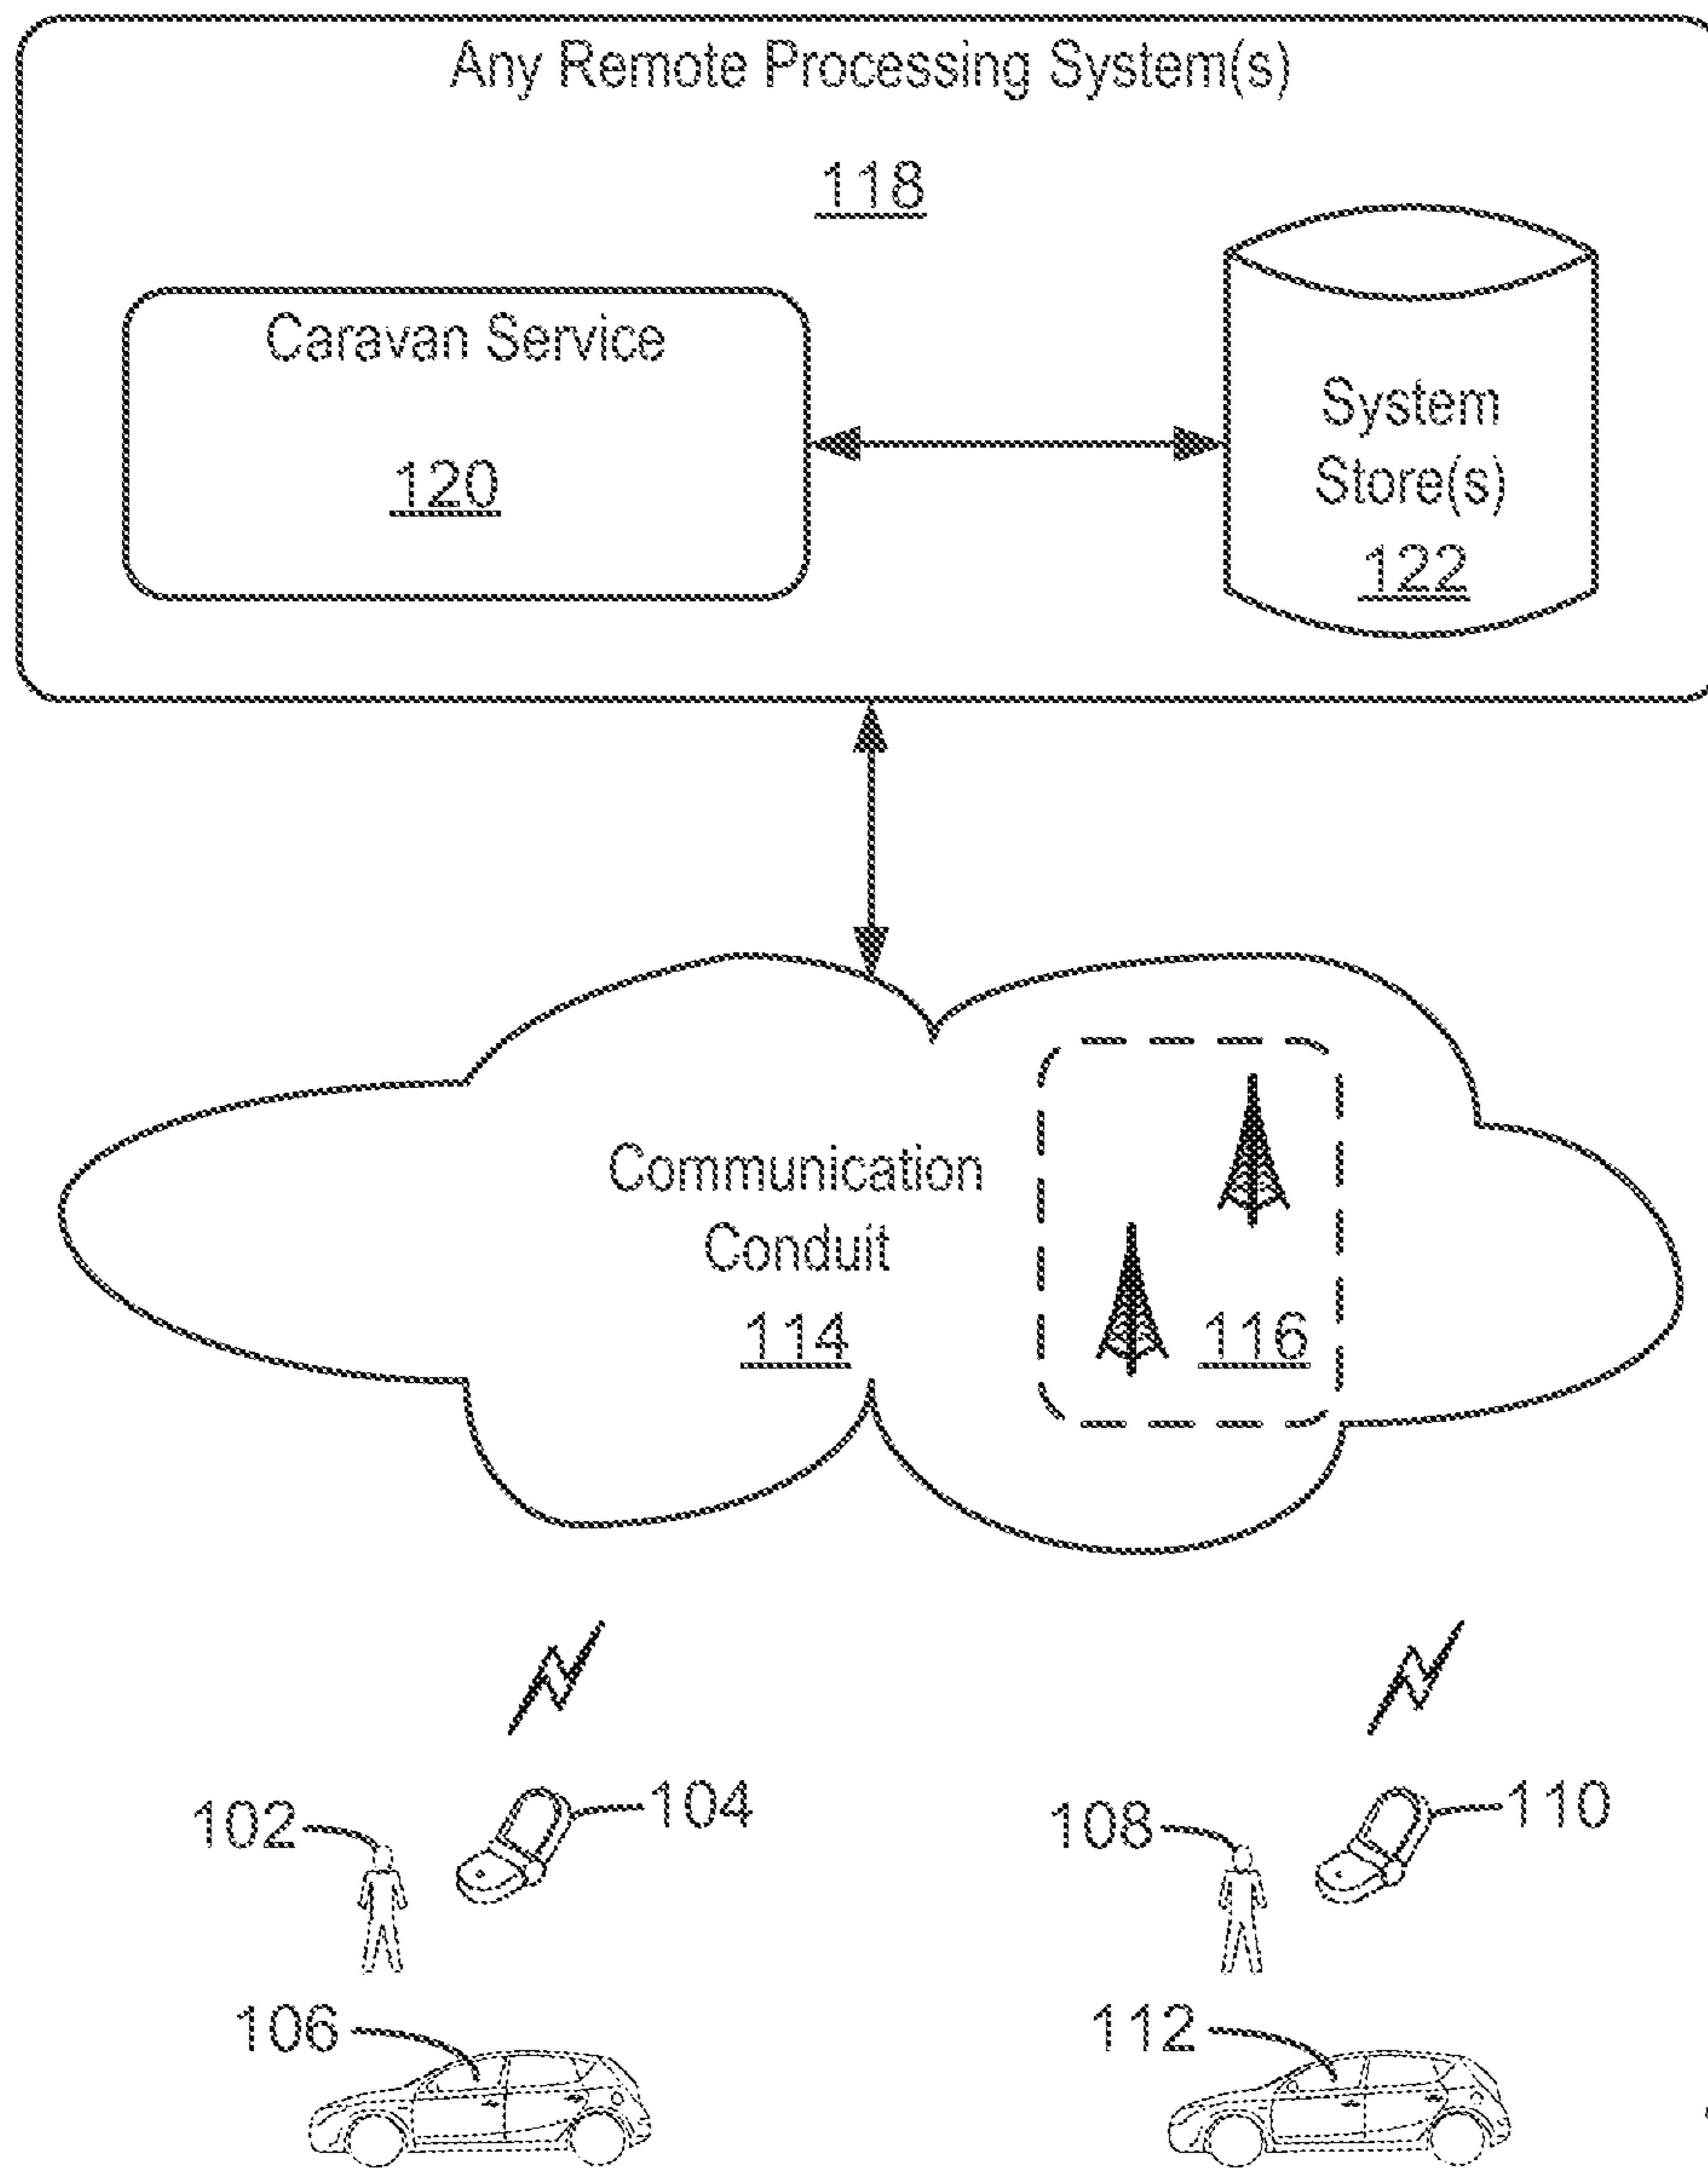 Any Remote Processing System(s)
118
Caravan Service
120
System
Store(s)
122
Communication
Conduit
114
116
102
104
108
110
106
112